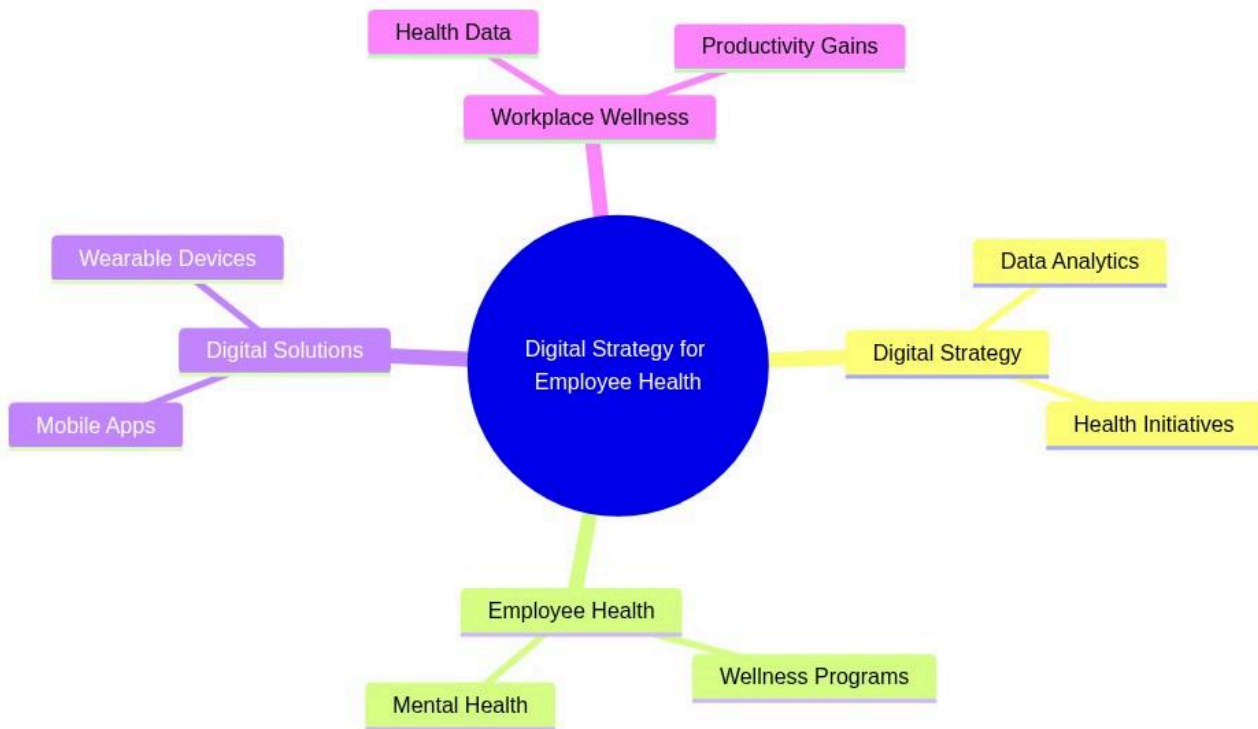 Health Data
Productivity Gains
Workplace Wellness
Wearable Devices
Data Analytics
Digital Solutions
Digital Strategy for
Employee Health
Digital Strategy
Mobile Apps
Health Initiatives
Employee Health
Wellness Programs
Mental Health